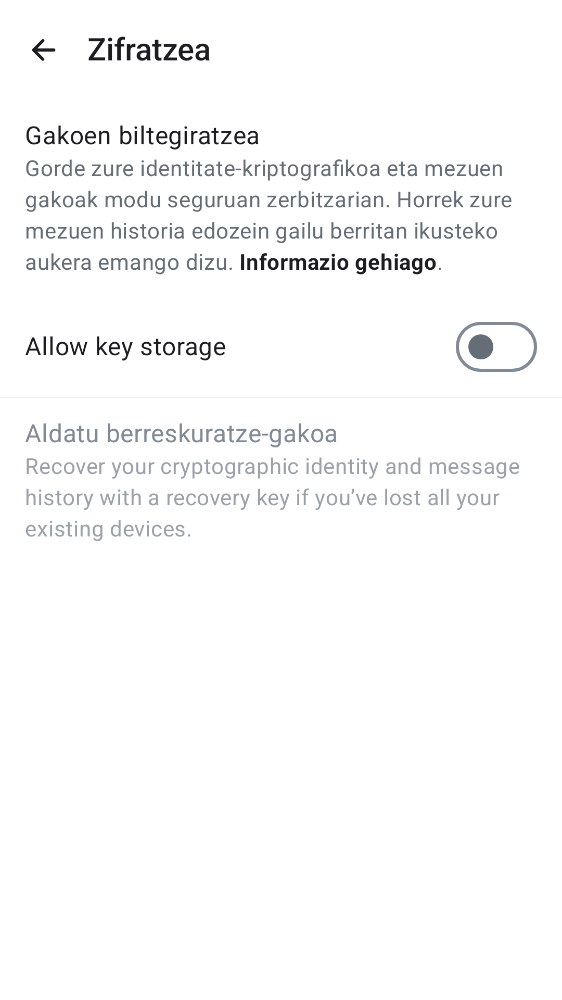 Zifratzea
Gakoen biltegiratzea
Gorde zure identitate-kriptografikoa eta mezuen
gakoak modu seguruan zerbitzarian. Horrek zure
mezuen historia edozein gailu berritan ikusteko
aukera emango dizu. Informazio gehiago.
Allow key storage
Aldatu berreskuratze-gakoa
Recover your cryptographic identity and message
history with a recovery key if you’ve lost all your
existing devices.